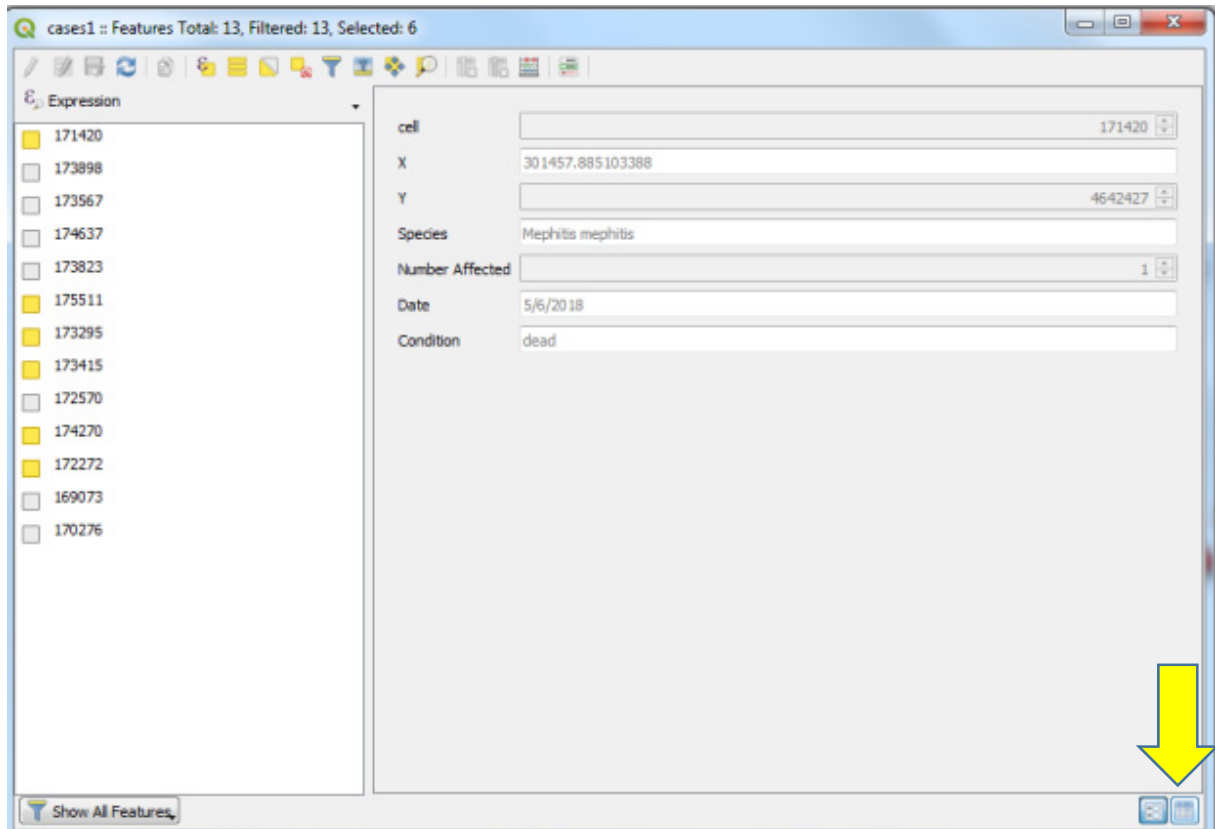 cases1 :: Features Total: 13, Filtered: 13, Selected: 6
Expression
171420
173898
173567
174637
173823
175511
173295
173415
172570
174270
172272
169073
170276
cell 171420
X 301457.885103388
Y 4642427
Species Mephitis mephitis
Number Affected 1
Date 5/6/2018
Condition dead
Show All Features